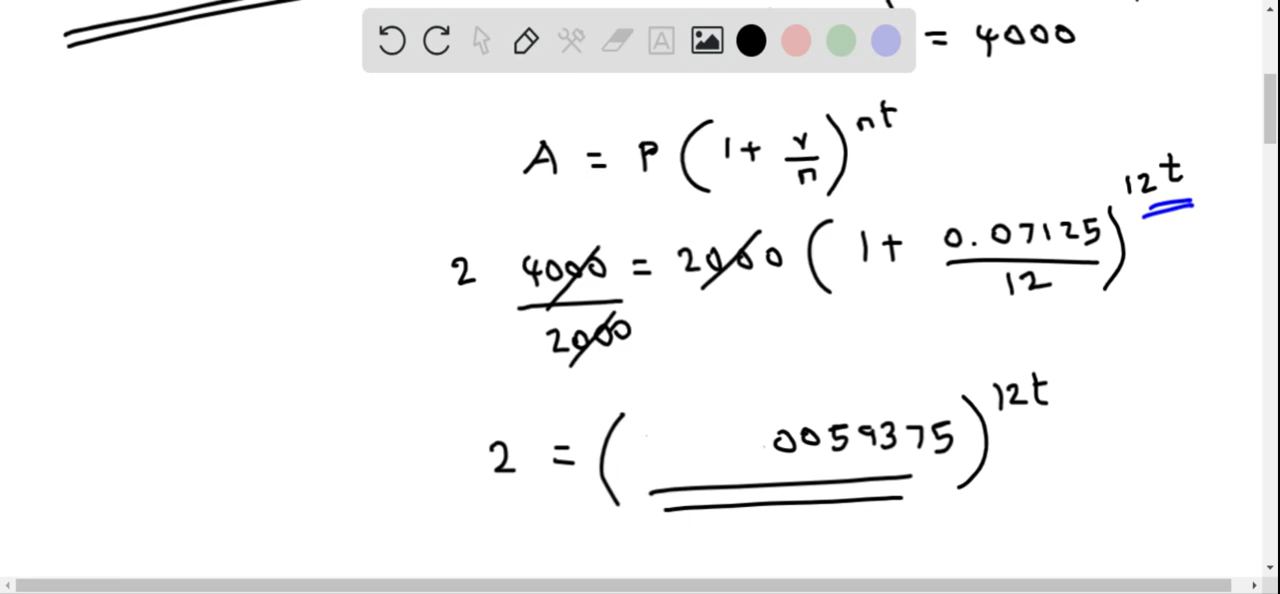 = 4000
A = P (1 + r/n)^nt
2 4000/2000 = 2000 (1 + 0.07125/12)^12t
2 = ( 0059375)^12t